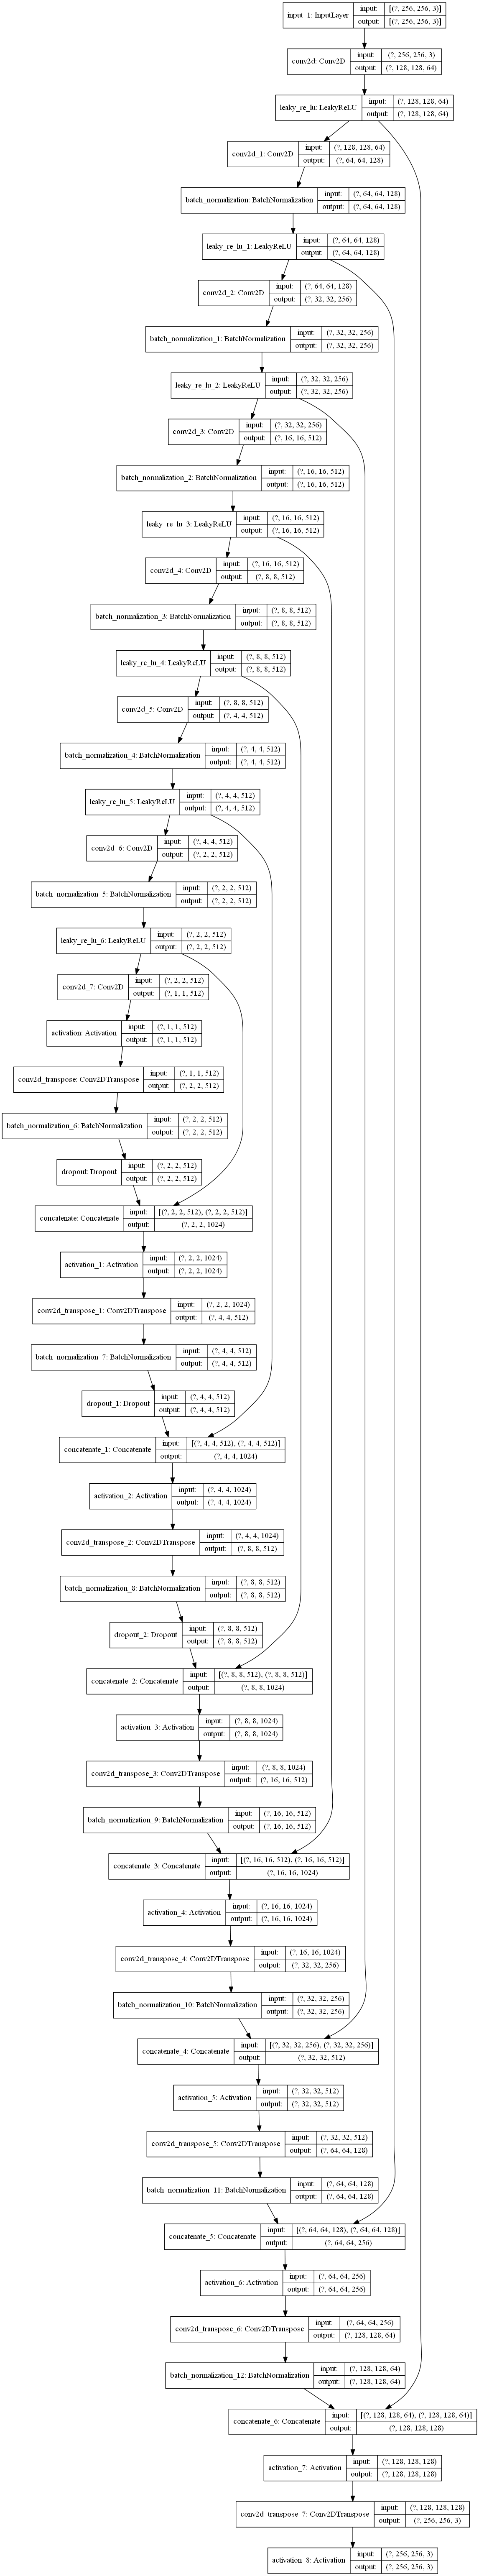 input_1: InputLayer
input: [(?, 256, 256, 3)]
output: [(?, 256, 256, 3)]
conv2d: Conv2D
input: (?, 256, 256, 3)
output: (?, 128, 128, 64)
leaky_re_lu: LeakyReLU
input: (?, 128, 128, 64)
output: (?, 128, 128, 64)
conv2d_1: Conv2D
input: (?, 128, 128, 64)
output: (?, 64, 64, 128)
batch_normalization: BatchNormalization
input: (?, 64, 64, 128)
output: (?, 64, 64, 128)
leaky_re_lu_1: LeakyReLU
input: (?, 64, 64, 128)
output: (?, 64, 64, 128)
conv2d_2: Conv2D
input: (?, 64, 64, 128)
output: (?, 32, 32, 256)
batch_normalization_1: BatchNormalization
input: (?, 32, 32, 256)
output: (?, 32, 32, 256)
leaky_re_lu_2: LeakyReLU
input: (?, 32, 32, 256)
output: (?, 32, 32, 256)
conv2d_3: Conv2D
input: (?, 32, 32, 256)
output: (?, 16, 16, 512)
batch_normalization_2: BatchNormalization
input: (?, 16, 16, 512)
output: (?, 16, 16, 512)
leaky_re_lu_3: LeakyReLU
input: (?, 16, 16, 512)
output: (?, 16, 16, 512)
conv2d_4: Conv2D
input: (?, 16, 16, 512)
output: (?, 8, 8, 512)
batch_normalization_3: BatchNormalization
input: (?, 8, 8, 512)
output: (?, 8, 8, 512)
leaky_re_lu_4: LeakyReLU
input: (?, 8, 8, 512)
output: (?, 8, 8, 512)
conv2d_5: Conv2D
input: (?, 8, 8, 512)
output: (?, 4, 4, 512)
batch_normalization_4: BatchNormalization
input: (?, 4, 4, 512)
output: (?, 4, 4, 512)
leaky_re_lu_5: LeakyReLU
input: (?, 4, 4, 512)
output: (?, 4, 4, 512)
conv2d_6: Conv2D
input: (?, 4, 4, 512)
output: (?, 2, 2, 512)
batch_normalization_5: BatchNormalization
input: (?, 2, 2, 512)
output: (?, 2, 2, 512)
leaky_re_lu_6: LeakyReLU
input: (?, 2, 2, 512)
output: (?, 2, 2, 512)
conv2d_7: Conv2D
input: (?, 2, 2, 512)
output: (?, 1, 1, 512)
activation: Activation
input: (?, 1, 1, 512)
output: (?, 1, 1, 512)
conv2d_transpose: Conv2DTranspose
input: (?, 1, 1, 512)
output: (?, 2, 2, 512)
batch_normalization_6: BatchNormalization
input: (?, 2, 2, 512)
output: (?, 2, 2, 512)
dropout: Dropout
input: (?, 2, 2, 512)
output: (?, 2, 2, 512)
concatenate: Concatenate
input: [(?, 2, 2, 512), (?, 2, 2, 512)]
output: (?, 2, 2, 1024)
activation_1: Activation
input: (?, 2, 2, 1024)
output: (?, 2, 2, 1024)
conv2d_transpose_1: Conv2DTranspose
input: (?, 2, 2, 1024)
output: (?, 4, 4, 512)
batch_normalization_7: BatchNormalization
input: (?, 4, 4, 512)
output: (?, 4, 4, 512)
dropout_1: Dropout
input: (?, 4, 4, 512)
output: (?, 4, 4, 512)
concatenate_1: Concatenate
input: [(?, 4, 4, 512), (?, 4, 4, 512)]
output: (?, 4, 4, 1024)
activation_2: Activation
input: (?, 4, 4, 1024)
output: (?, 4, 4, 1024)
conv2d_transpose_2: Conv2DTranspose
input: (?, 4, 4, 1024)
output: (?, 8, 8, 512)
batch_normalization_8: BatchNormalization
input: (?, 8, 8, 512)
output: (?, 8, 8, 512)
dropout_2: Dropout
input: (?, 8, 8, 512)
output: (?, 8, 8, 512)
concatenate_2: Concatenate
input: [(?, 8, 8, 512), (?, 8, 8, 512)]
output: (?, 8, 8, 1024)
activation_3: Activation
input: (?, 8, 8, 1024)
output: (?, 8, 8, 1024)
conv2d_transpose_3: Conv2DTranspose
input: (?, 8, 8, 1024)
output: (?, 16, 16, 512)
batch_normalization_9: BatchNormalization
input: (?, 16, 16, 512)
output: (?, 16, 16, 512)
concatenate_3: Concatenate
input: [(?, 16, 16, 512), (?, 16, 16, 512)]
output: (?, 16, 16, 1024)
activation_4: Activation
input: (?, 16, 16, 1024)
output: (?, 16, 16, 1024)
conv2d_transpose_4: Conv2DTranspose
input: (?, 16, 16, 1024)
output: (?, 32, 32, 256)
batch_normalization_10: BatchNormalization
input: (?, 32, 32, 256)
output: (?, 32, 32, 256)
concatenate_4: Concatenate
input: [(?, 32, 32, 256), (?, 32, 32, 256)]
output: (?, 32, 32, 512)
activation_5: Activation
input: (?, 32, 32, 512)
output: (?, 32, 32, 512)
conv2d_transpose_5: Conv2DTranspose
input: (?, 32, 32, 512)
output: (?, 64, 64, 128)
batch_normalization_11: BatchNormalization
input: (?, 64, 64, 128)
output: (?, 64, 64, 128)
concatenate_5: Concatenate
input: [(?, 64, 64, 128), (?, 64, 64, 128)]
output: (?, 64, 64, 256)
activation_6: Activation
input: (?, 64, 64, 256)
output: (?, 64, 64, 256)
conv2d_transpose_6: Conv2DTranspose
input: (?, 64, 64, 256)
output: (?, 128, 128, 64)
batch_normalization_12: BatchNormalization
input: (?, 128, 128, 64)
output: (?, 128, 128, 64)
concatenate_6: Concatenate
input: [(?, 128, 128, 64), (?, 128, 128, 64)]
output: (?, 128, 128, 128)
activation_7: Activation
input: (?, 128, 128, 128)
output: (?, 128, 128, 128)
conv2d_transpose_7: Conv2DTranspose
input: (?, 128, 128, 128)
output: (?, 256, 256, 3)
activation_8: Activation
input: (?, 256, 256, 3)
output: (?, 256, 256, 3)